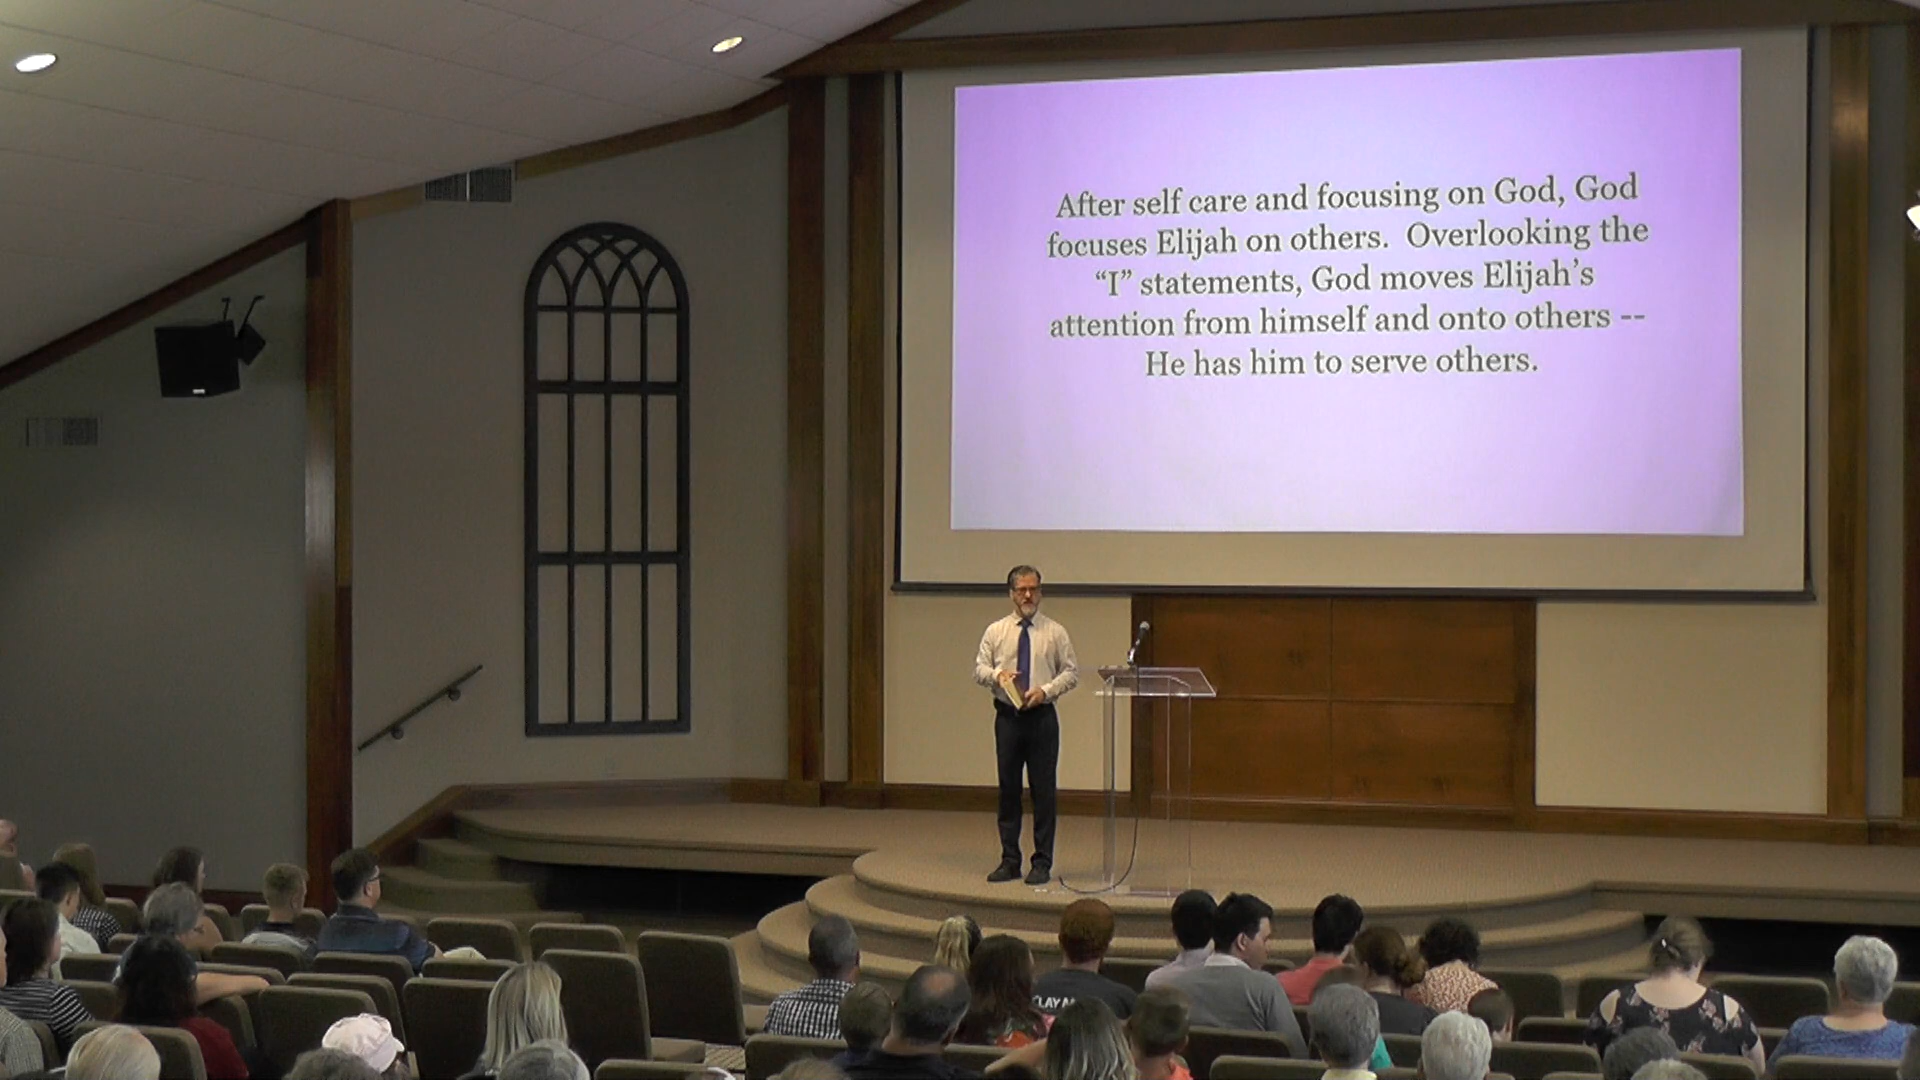 After self care and focusing on God, God
focuses Elijah on others.  Overlooking the
“I” statements, God moves Elijah’s
attention from himself and onto others --
He has him to serve others.